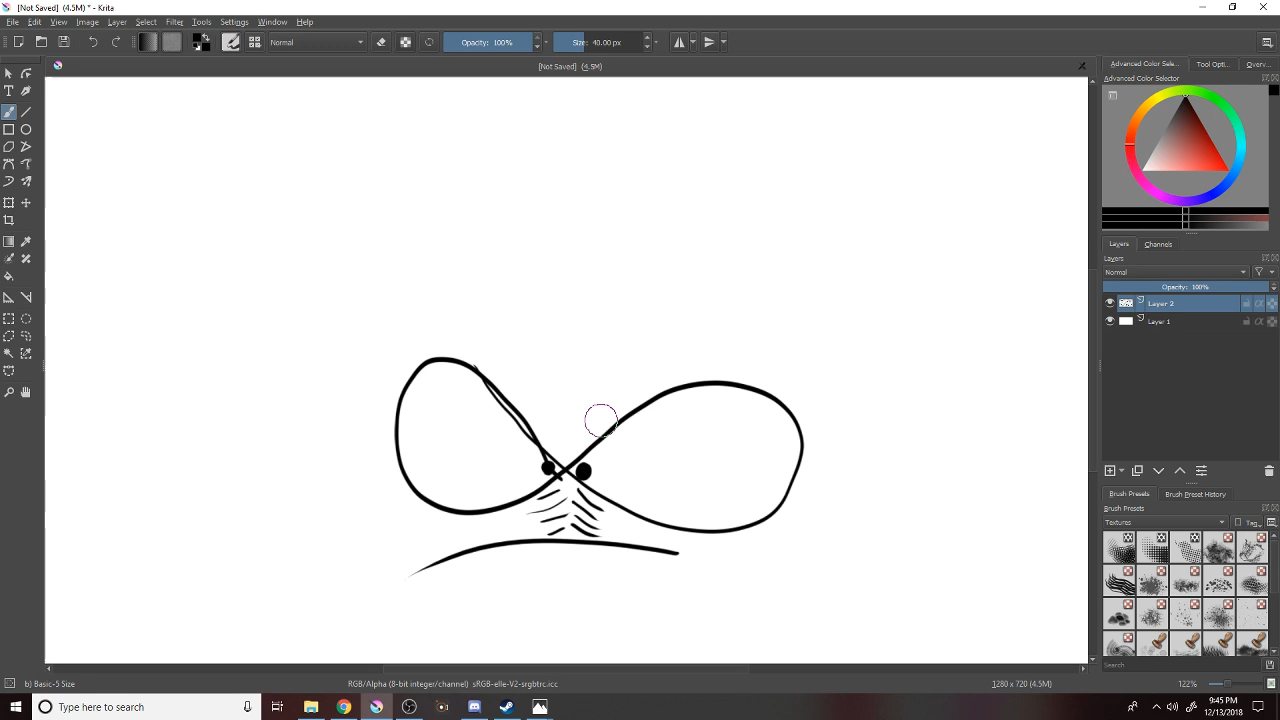 [Not Saved] (4.5M) * - Krita
File Edit View Image Layer Select Filter Tools Settings Window Help
Normal Opacity: 100% Size: 40.00 px
[Not Saved] (4.5M)
Advanced Color Sele... Tool Opti... Overv...
Advanced Color Selector
Layers Channels
Layers
Normal
Opacity: 100%
Layer 2
Layer 1
Brush Presets Brush Preset History
Brush Presets
Textures Tag
Search
b) Basic-5 Size RGB/Alpha (8-bit integer/channel) sRGB-elle-V2-srgbtrc.icc 1280 x 720 (4.5M) 122%
Type here to search
9:45 PM
12/13/2018